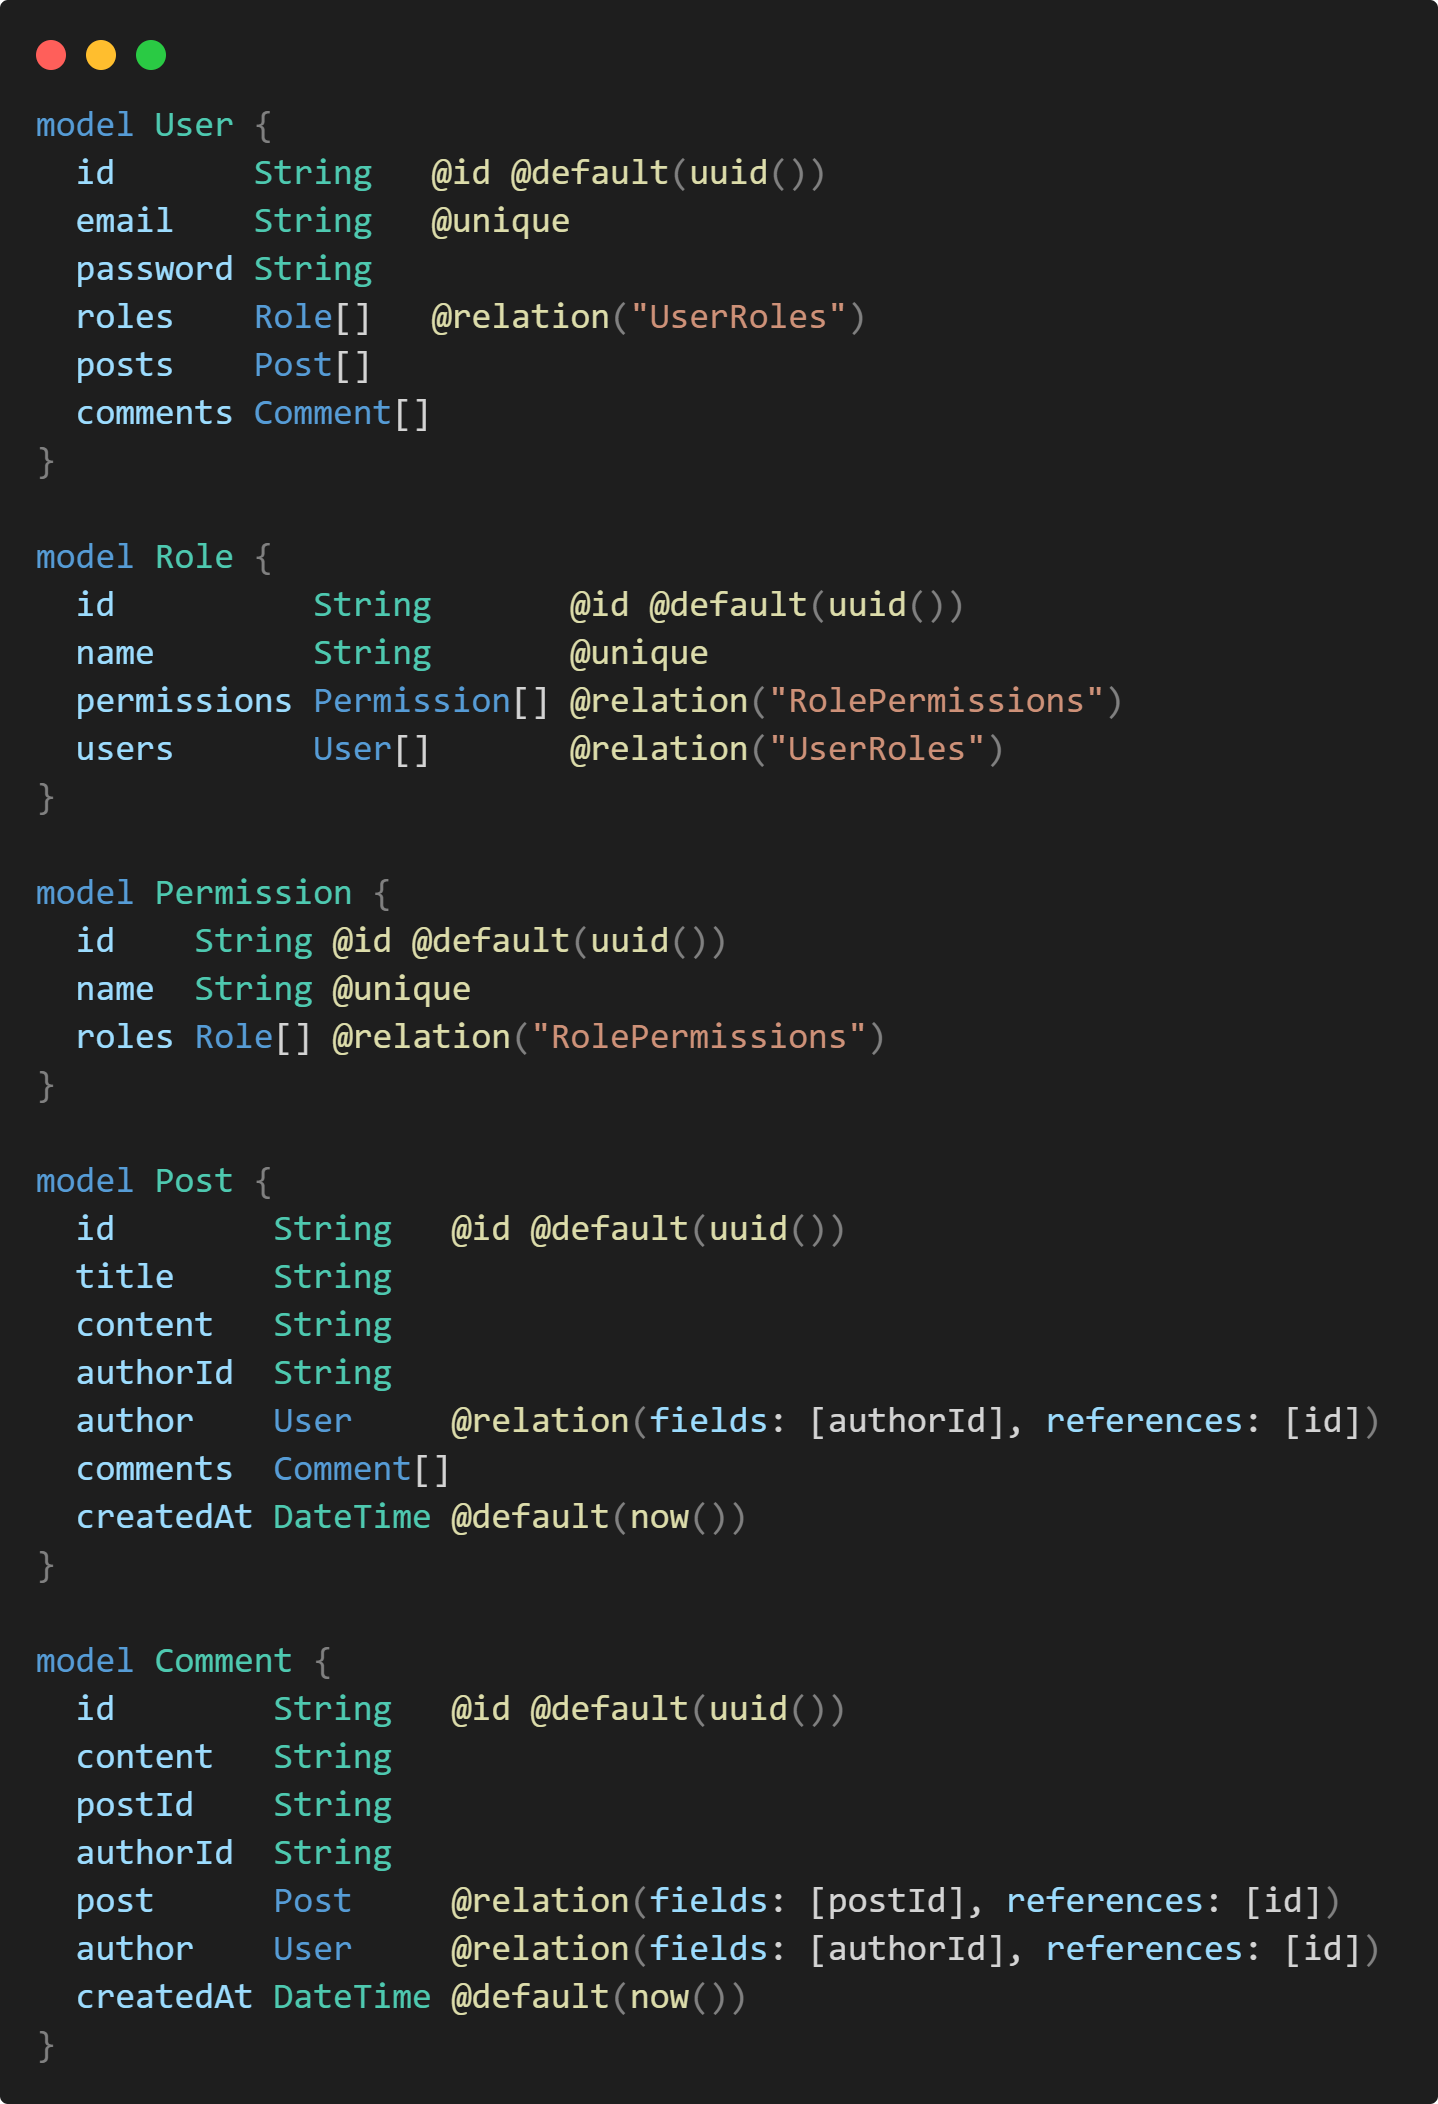 model User {
  id       String   @id @default(uuid())
  email    String   @unique
  password String
  roles    Role[]   @relation("UserRoles")
  posts    Post[]
  comments Comment[]
}

model Role {
  id          String       @id @default(uuid())
  name        String       @unique
  permissions Permission[] @relation("RolePermissions")
  users       User[]       @relation("UserRoles")
}

model Permission {
  id    String @id @default(uuid())
  name  String @unique
  roles Role[] @relation("RolePermissions")
}

model Post {
  id        String   @id @default(uuid())
  title     String
  content   String
  authorId  String
  author    User     @relation(fields: [authorId], references: [id])
  comments  Comment[]
  createdAt DateTime @default(now())
}

model Comment {
  id        String   @id @default(uuid())
  content   String
  postId    String
  authorId  String
  post      Post     @relation(fields: [postId], references: [id])
  author    User     @relation(fields: [authorId], references: [id])
  createdAt DateTime @default(now())
}